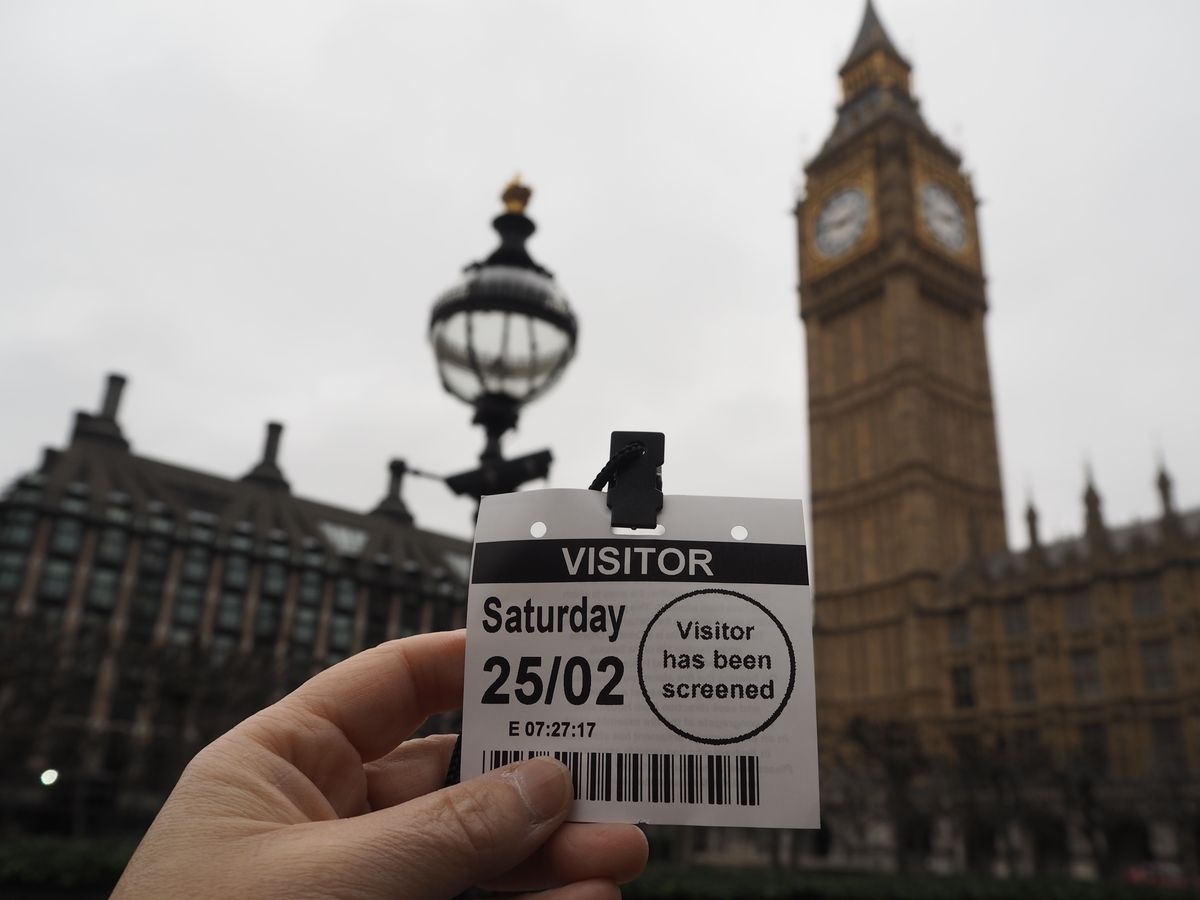 VISITOR
Saturday
25/02
E 07:27:17
Visitor
has been
screened